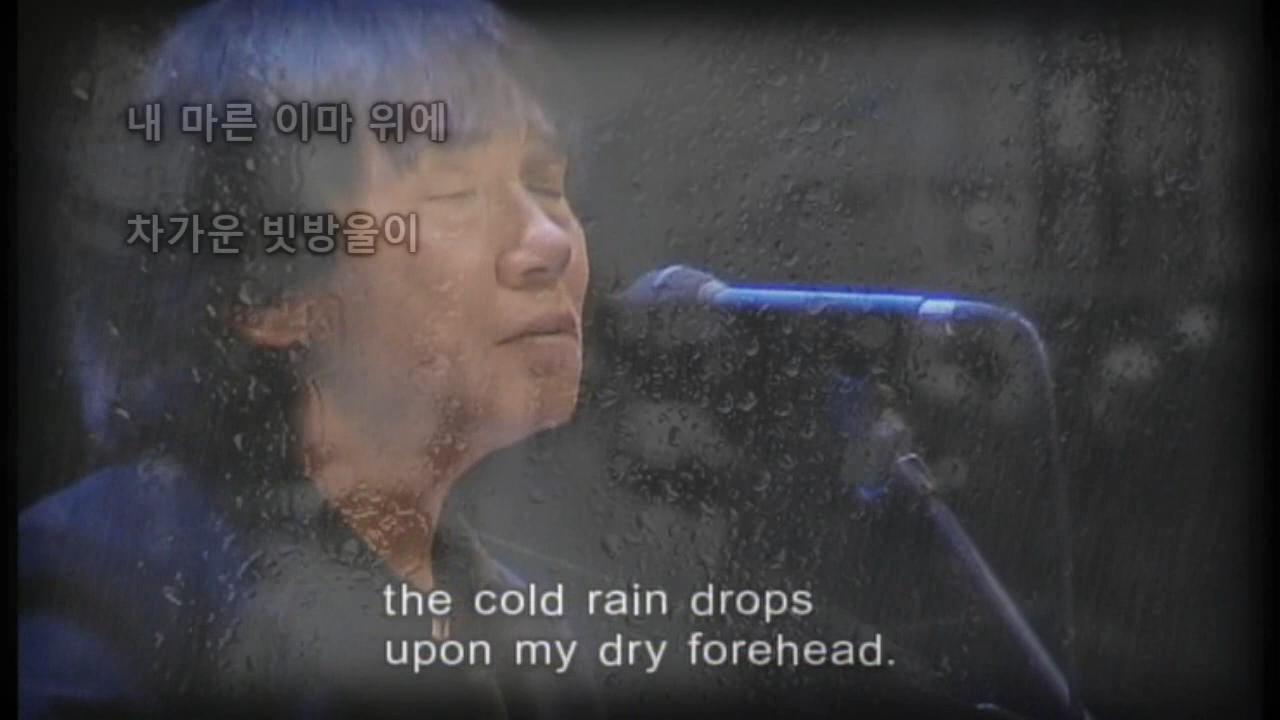 내 마른 이마 위에
차가운 빗방울이
the cold rain drops
upon my dry forehead.